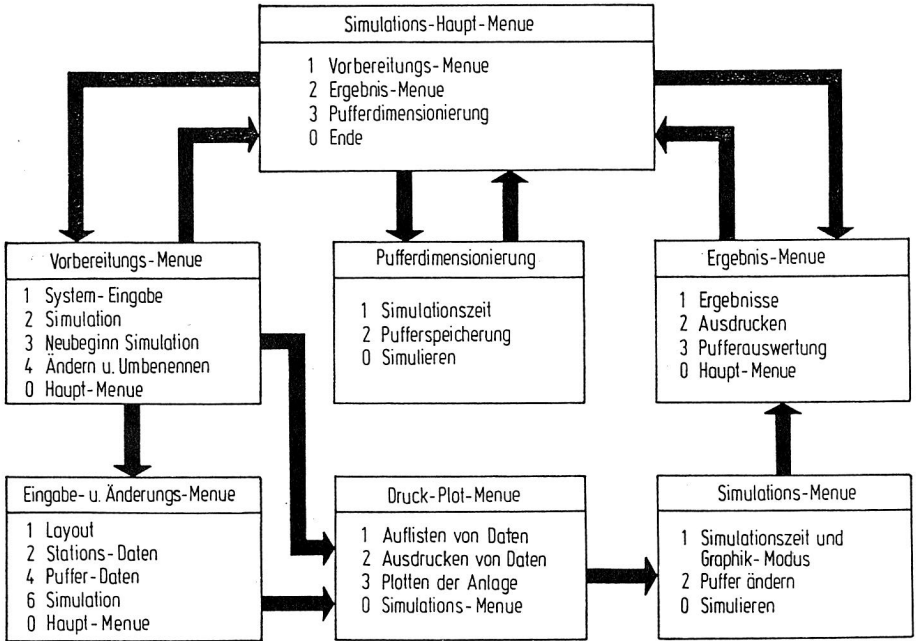 Simulations-Haupt-Menue
1 Vorbereitungs-Menue
2 Ergebnis-Menue
3 Pufferdimensionierung
0 Ende
Vorbereitungs-Menue
1 System-Eingabe
2 Simulation
3 Neubeginn Simulation
4 Ändern u. Umbenennen
0 Haupt-Menue
Pufferdimensionierung
1 Simulationszeit
2 Pufferspeicherung
0 Simulieren
Ergebnis-Menue
1 Ergebnisse
2 Ausdrucken
3 Pufferauswertung
0 Haupt-Menue
Eingabe- u. Änderungs-Menue
1 Layout
2 Stations-Daten
4 Puffer-Daten
6 Simulation
0 Haupt-Menue
Druck-Plot-Menue
1 Auflisten von Daten
2 Ausdrucken von Daten
3 Plotten der Anlage
0 Simulations-Menue
Simulations-Menue
1 Simulationszeit und
Graphik-Modus
2 Puffer ändern
0 Simulieren